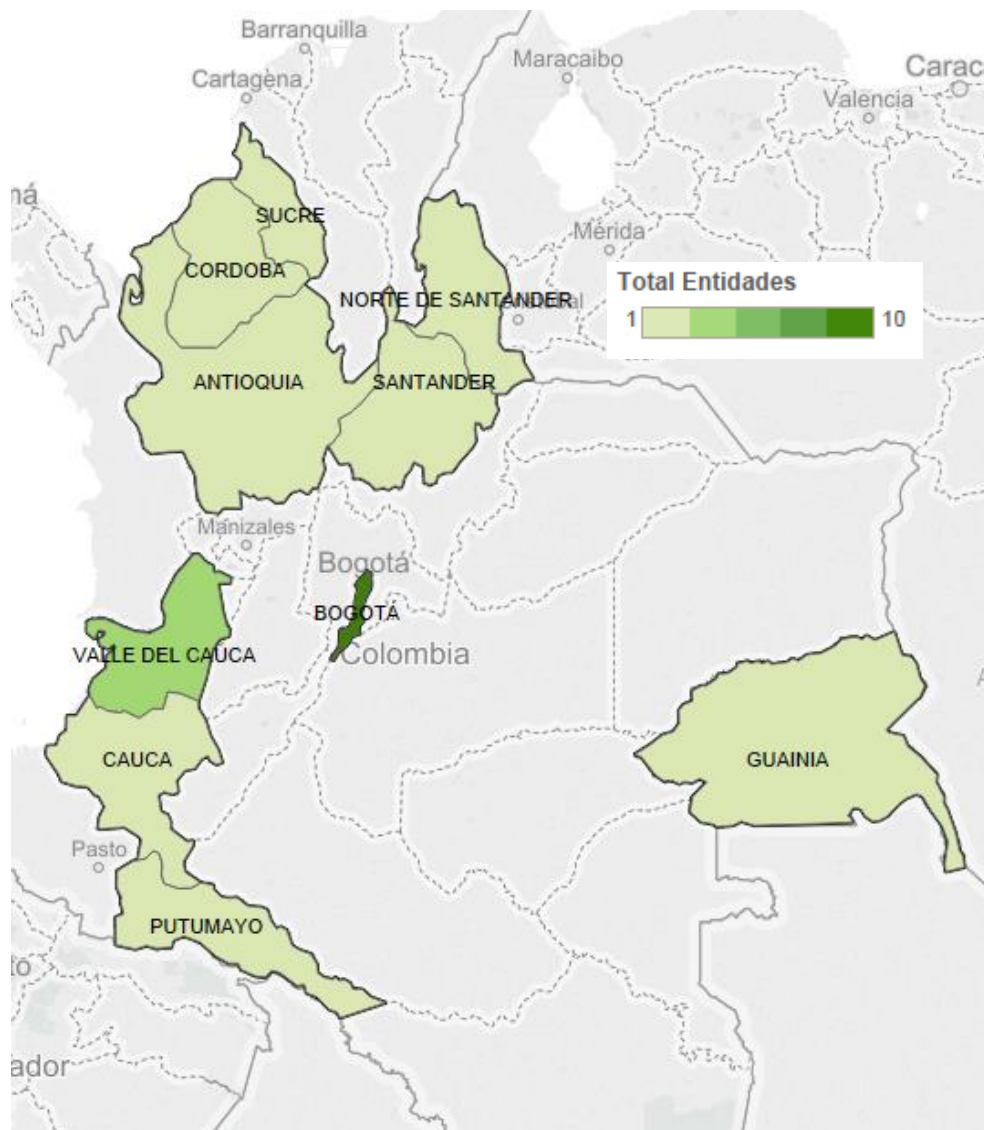 Barranquilla
Maracaibo
Carac
Cartagena
Valencia
má
SUCRE
Mérida
CORDOBA
Total Entidades
NORTE DE SANTANDER
1
10
ANTIOQUIA
SANTANDER
Manizales
Bogotá
BOGOTÁ
VALLE DEL CAUCA
Colombia
CAUCA
GUAINIA
Pasto
PUTUMAYO
ador